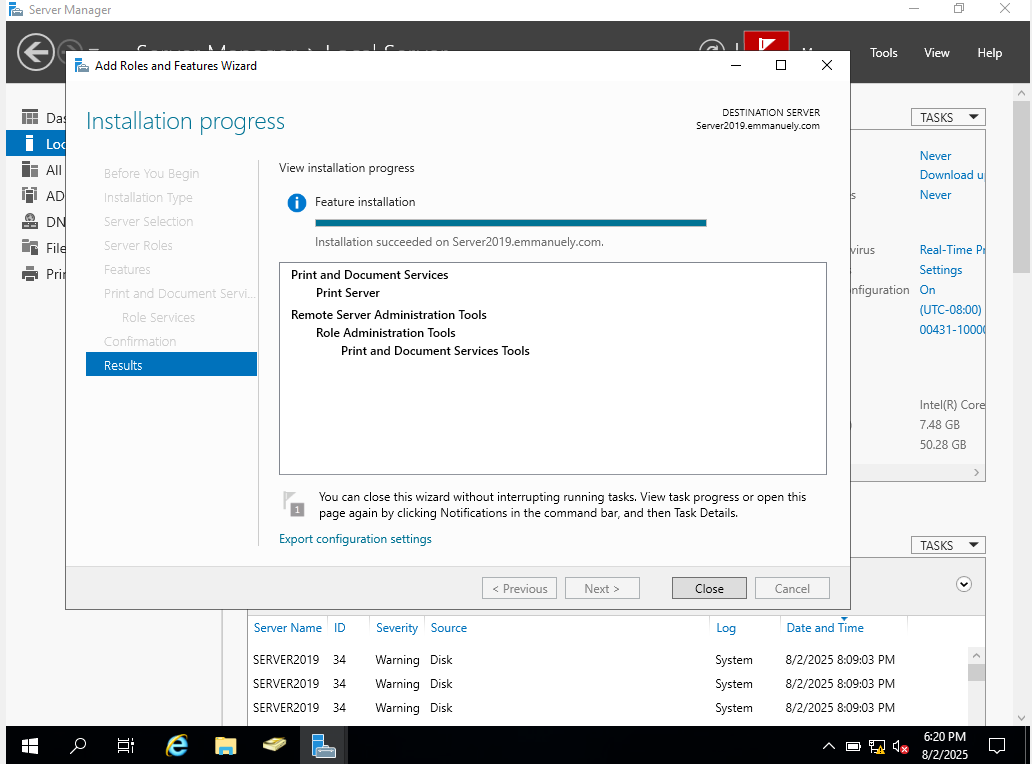 Server Manager
Tools View Help
Add Roles and Features Wizard
Installation progress
DESTINATION SERVER
Server2019.emmanuely.com
Before You Begin
Installation Type
Server Selection
Server Roles
Features
Print and Document Servi...
Role Services
Confirmation
Results
View installation progress
Feature installation
Installation succeeded on Server2019.emmanuely.com.
Print and Document Services
Print Server
Remote Server Administration Tools
Role Administration Tools
Print and Document Services Tools
1
You can close this wizard without interrupting running tasks. View task progress or open this
page again by clicking Notifications in the command bar, and then Task Details.
Export configuration settings
< Previous Next > Close Cancel
Das
Loc
All
AD
DN
File
Prin
TASKS
Never
Download u
Never
virus
Real-Time Pr
Settings
nfiguration On
(UTC-08:00)
00431-1000
Intel(R) Core
7.48 GB
50.28 GB
TASKS
Server Name ID Severity Source Log Date and Time
SERVER2019 34 Warning Disk System 8/2/2025 8:09:03 PM
SERVER2019 34 Warning Disk System 8/2/2025 8:09:03 PM
SERVER2019 34 Warning Disk System 8/2/2025 8:09:03 PM
6:20 PM
8/2/2025